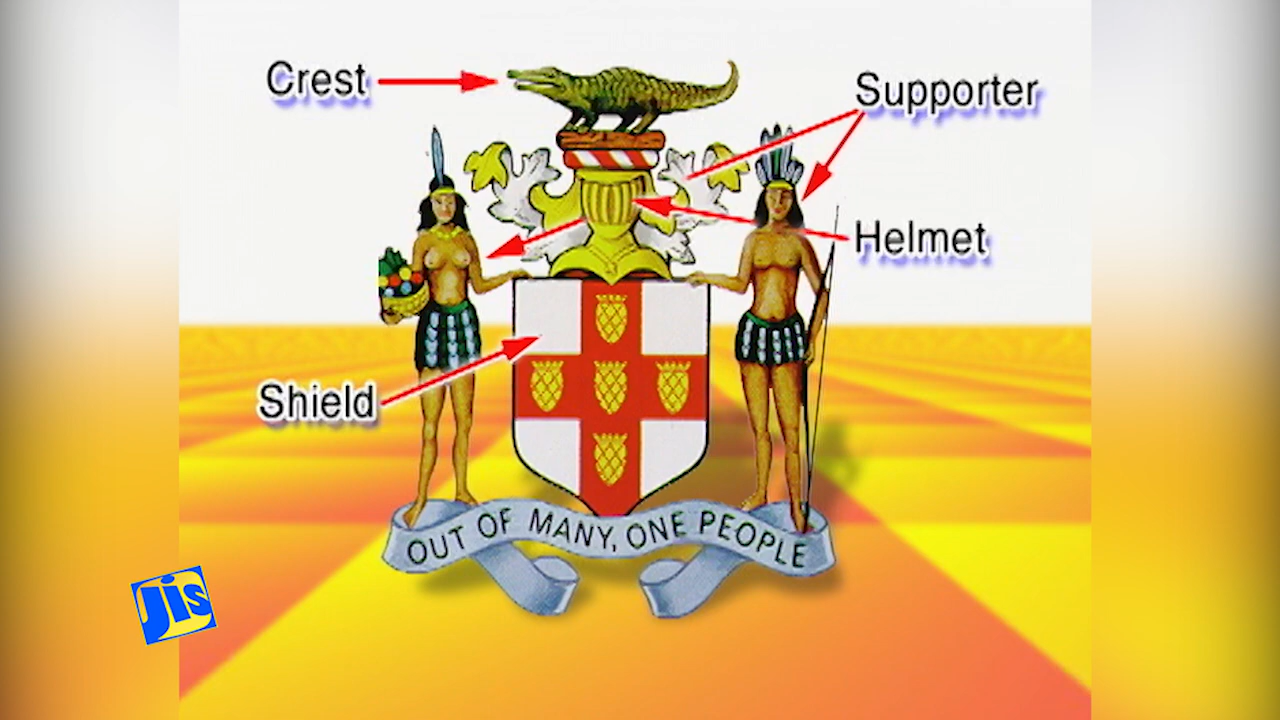 Crest
Supporter
Helmet
Shield
OUT OF MANY, ONE PEOPLE
jis